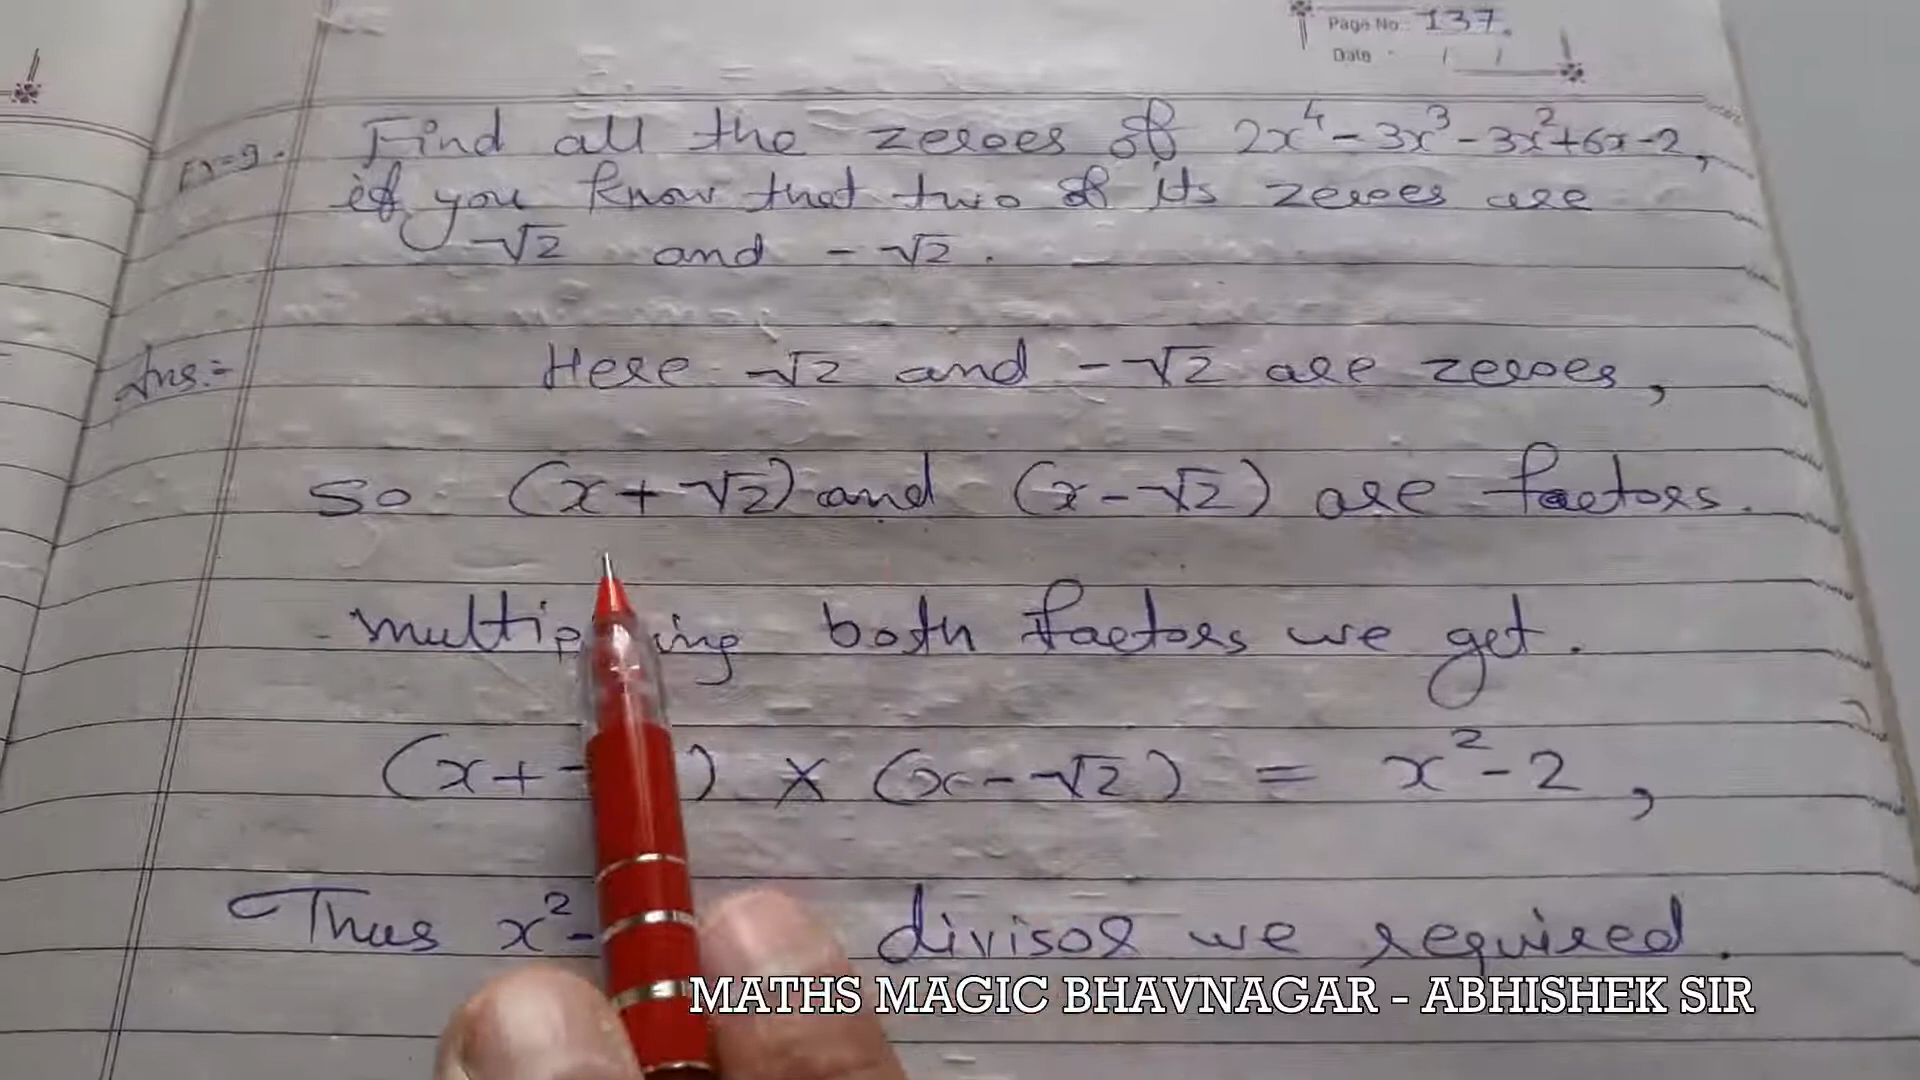 Page No. 137.
Date / /
Ex=9. Find all the zeroes of 2x⁴-3x³-3x²+6x-2,
if you know that two of its zeroes are
√2 and -√2.
Ans:- Here √2 and -√2 are zeroes,
So (x+√2) and (x-√2) are factors.
both factors we get.
(x+ ) × (x-√2) = x²-2,
Thus x²- divisor we required.
MATHS MAGIC BHAVNAGAR - ABHISHEK SIR